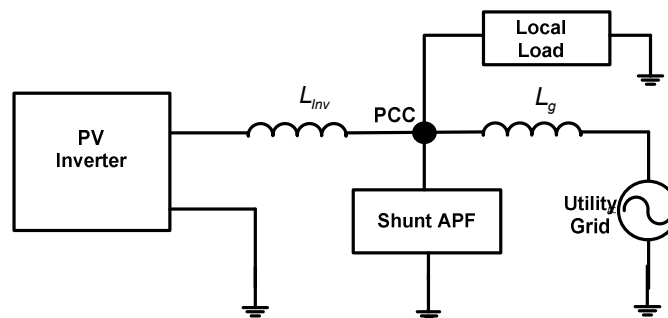 Local
Load
L_Inv
PCC
L_g
PV
Inverter
Shunt APF
Utility
Grid